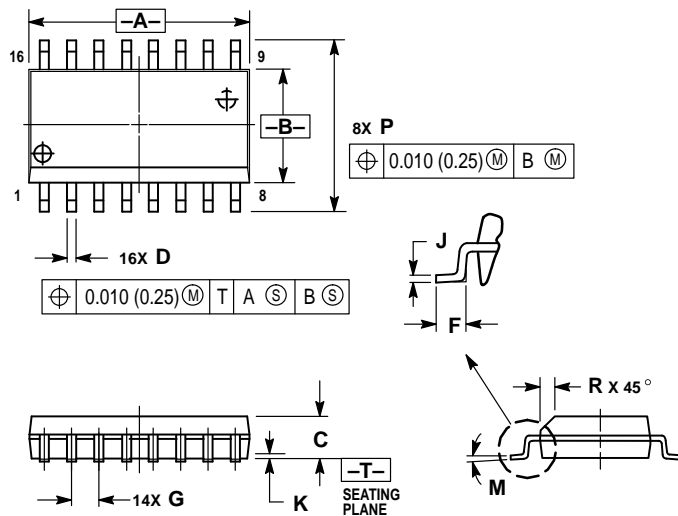 –A–
16 9
–B–
8X P
⌖ 0.010 (0.25) Ⓜ B Ⓜ
1 8
16X D
⌖ 0.010 (0.25) Ⓜ T A Ⓢ B Ⓢ
J
F
R X 45°
C
–T–
SEATING
PLANE
M
14X G
K